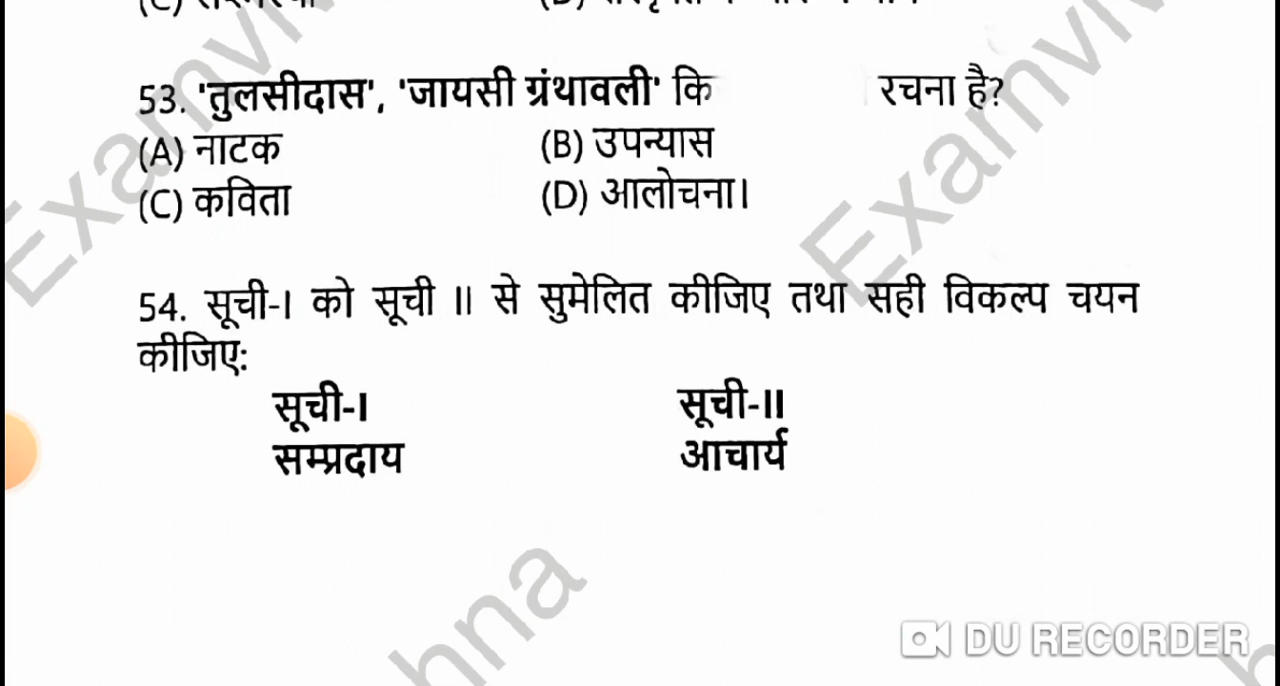 53. 'तुलसीदास', 'जायसी ग्रंथावली' कि रचना है?
(A) नाटक (B) उपन्यास
(C) कविता (D) आलोचना।
54. सूची-I को सूची II से सुमेलित कीजिए तथा सही विकल्प चयन
कीजिए:
सूची-I सूची-II
सम्प्रदाय आचार्य
hna
DU RECORDER